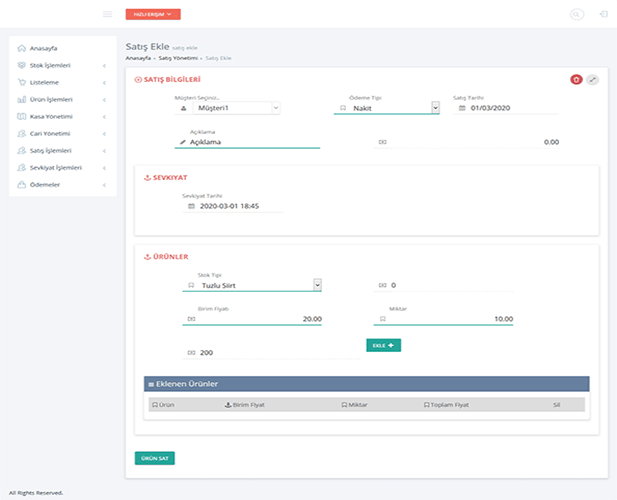 HIZLI ERİŞİM
Anasayfa
Stok İşlemleri
Listeleme
Ürün İşlemleri
Kasa Yönetimi
Cari Yönetimi
Satış İşlemleri
Sevkiyat İşlemleri
Ödemeler
Satış Ekle satış ekle
Anasayfa - Satış Yönetimi - Satış Ekle
SATIŞ BİLGİLERİ
Müşteri Seçiniz... Ödeme Tipi Satış Tarihi
Müşteri1 Nakit 01/03/2020
Açıklama
Açıklama 0.00
SEVKIYAT
Sevkiyat Tarihi
2020-03-01 18:45
ÜRÜNLER
Stok Tipi
Tuzlu Siirt 0
Birim Fiyatı Miktar
20.00 10.00
EKLE
200
Eklenen Ürünler
Ürün Birim Fiyat Miktar Toplam Fiyat Sil
ÜRÜN SAT
All Rights Reserved.